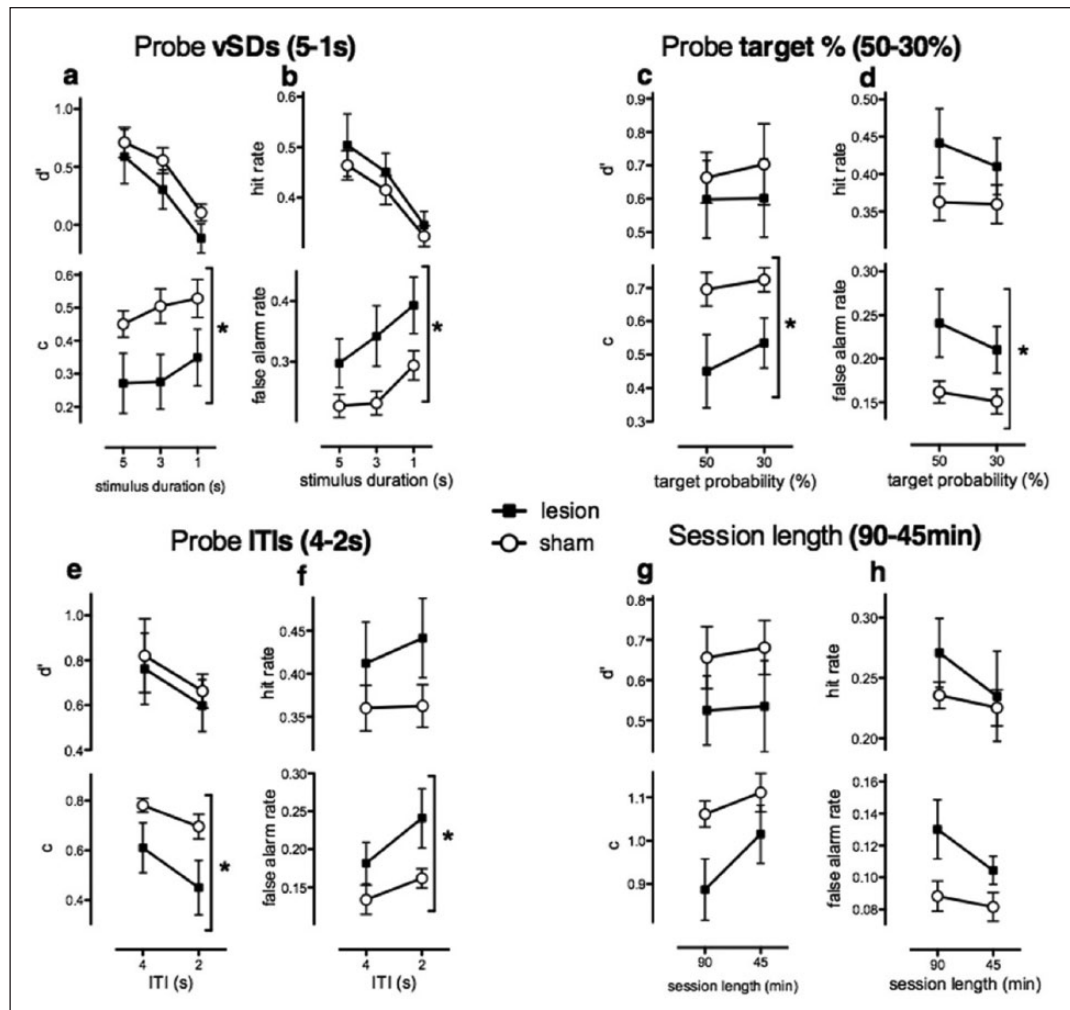 Probe vSDs (5-1s)
a
b
d'
1.0
0.5
0.0
hit rate
0.6
0.5
0.4
c
0.6
0.5
0.4
0.3
0.2
*
false alarm rate
0.4
0.3
*
5 3 1
stimulus duration (s)
5 3 1
stimulus duration (s)
Probe target % (50-30%)
c
d
d'
0.9
0.8
0.7
0.6
0.5
hit rate
0.50
0.45
0.40
0.35
c
0.7
0.6
0.5
0.4
0.3
*
false alarm rate
0.30
0.25
0.20
0.15
*
50 30
target probability (%)
50 30
target probability (%)
lesion
sham
Probe ITIs (4-2s)
e
f
d'
1.0
0.8
0.6
0.4
hit rate
0.45
0.40
0.35
c
0.8
0.6
0.4
*
false alarm rate
0.30
0.25
0.20
0.15
*
4 2
ITI (s)
4 2
ITI (s)
Session length (90-45min)
g
h
d'
0.8
0.7
0.6
0.5
hit rate
0.30
0.25
0.20
c
1.1
1.0
0.9
false alarm rate
0.16
0.14
0.12
0.10
0.08
90 45
session length (min)
90 45
session length (min)